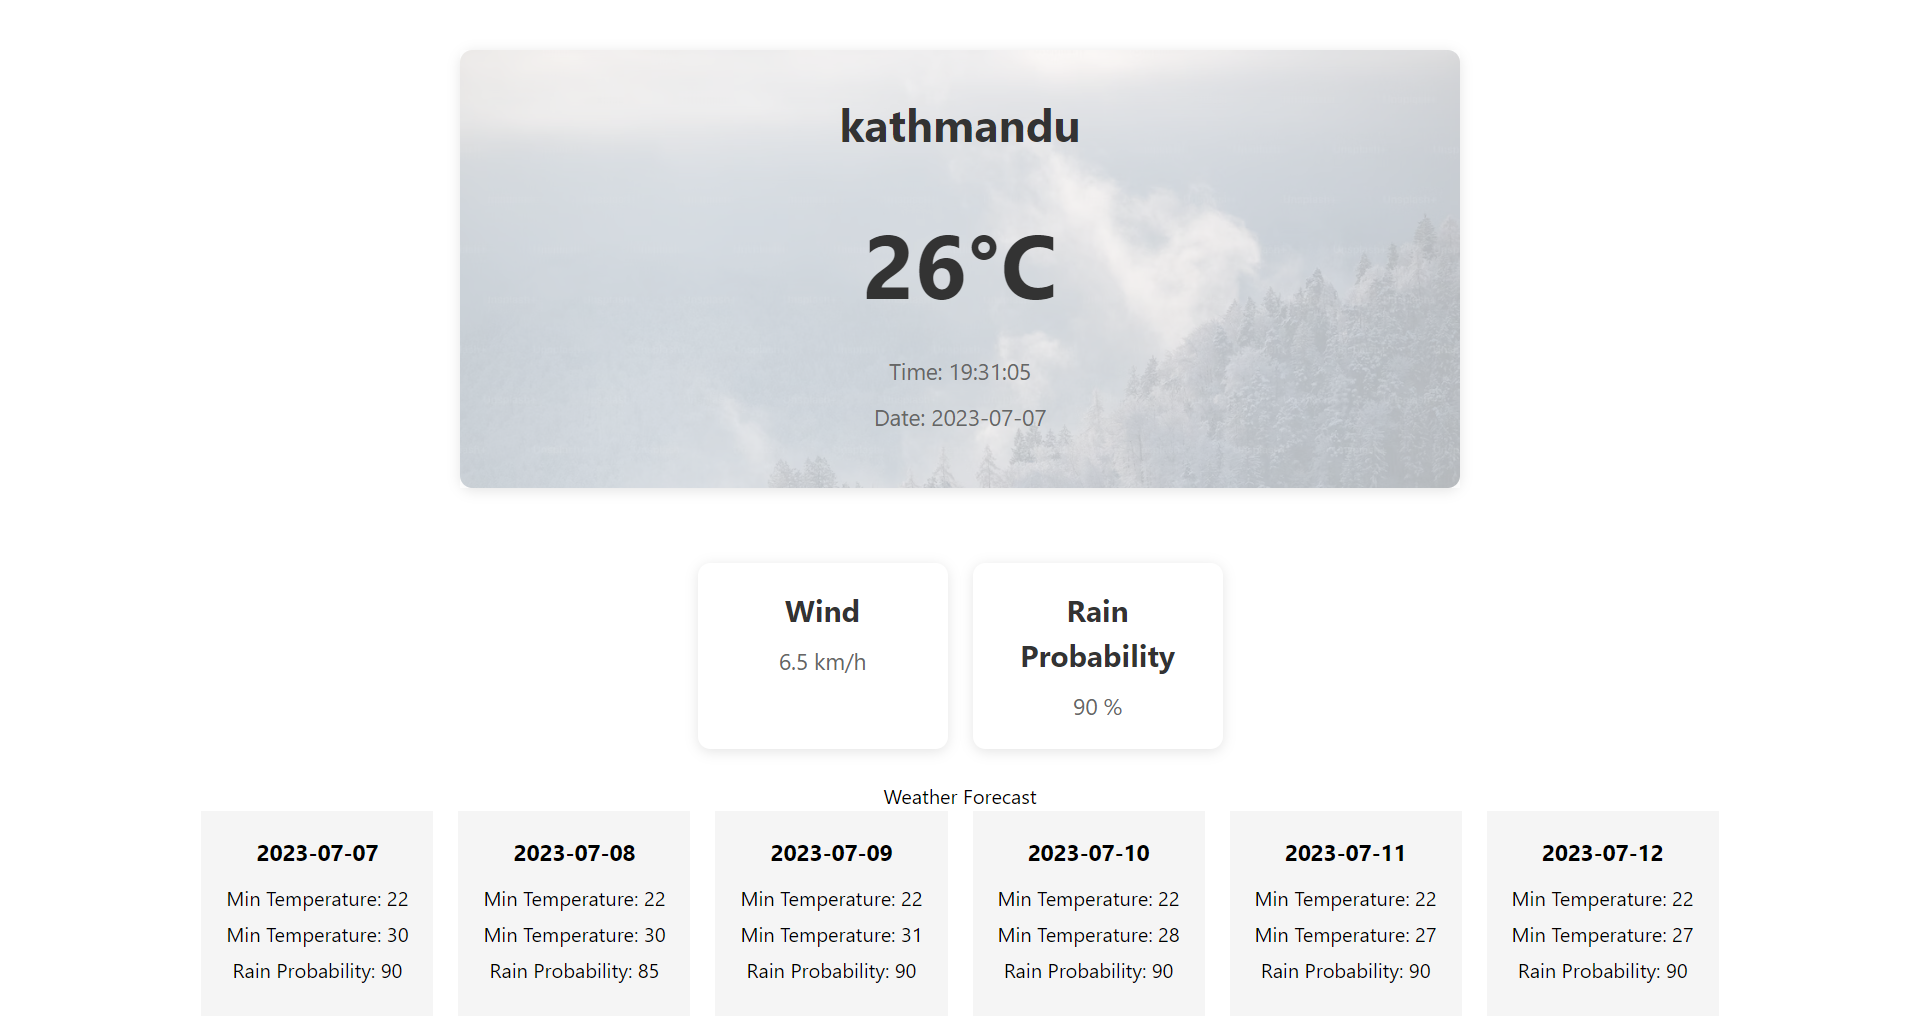 kathmandu
26°C
Time: 19:31:05
Date: 2023-07-07
Wind
6.5 km/h
Rain
Probability
90 %
Weather Forecast
2023-07-07
Min Temperature: 22
Min Temperature: 30
Rain Probability: 90
2023-07-08
Min Temperature: 22
Min Temperature: 30
Rain Probability: 85
2023-07-09
Min Temperature: 22
Min Temperature: 31
Rain Probability: 90
2023-07-10
Min Temperature: 22
Min Temperature: 28
Rain Probability: 90
2023-07-11
Min Temperature: 22
Min Temperature: 27
Rain Probability: 90
2023-07-12
Min Temperature: 22
Min Temperature: 27
Rain Probability: 90